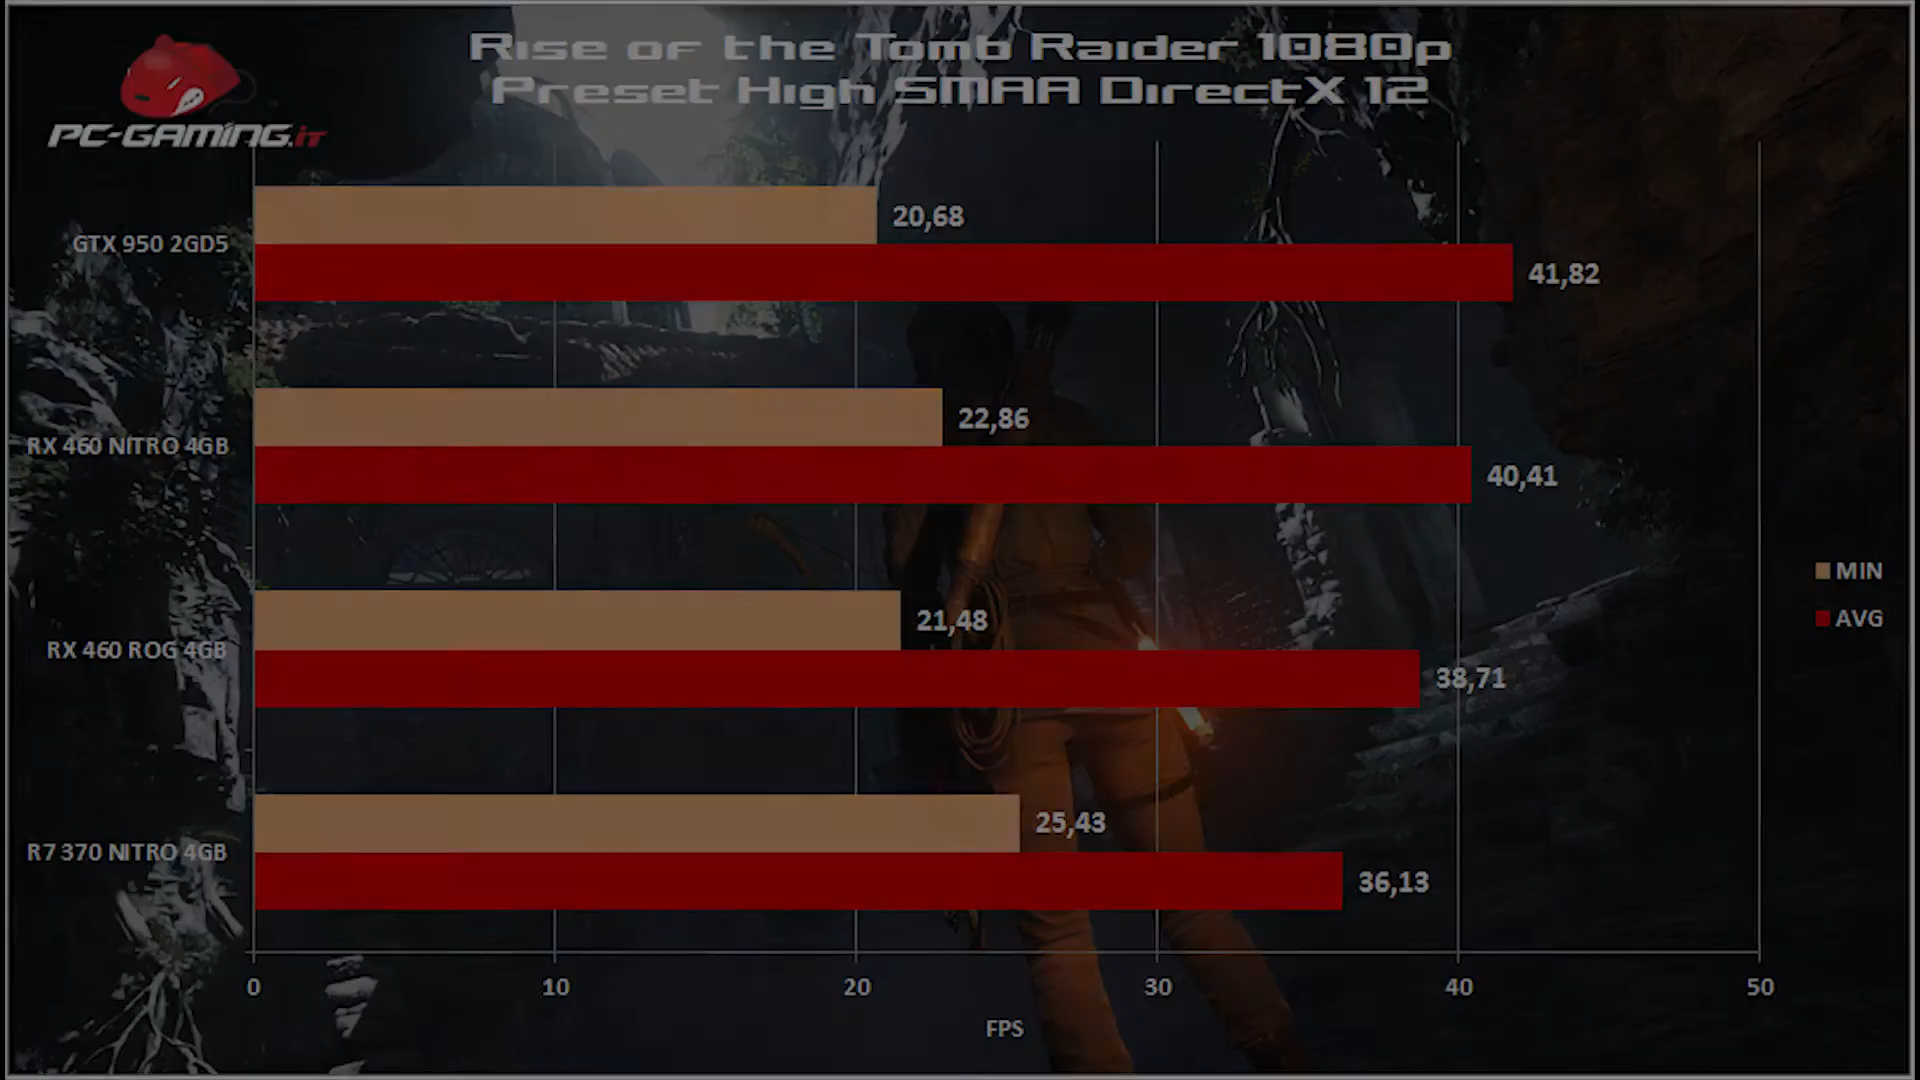 Rise of the Tomb Raider 1080p
Preset High SMAA DirectX 12
PC-GAMING.IT
GTX 950 2GD5
20,68
41,82
RX 460 NITRO 4GB
22,86
40,41
RX 460 ROG 4GB
21,48
38,71
R7 370 NITRO 4GB
25,43
36,13
MIN
AVG
0 10 20 30 40 50
FPS